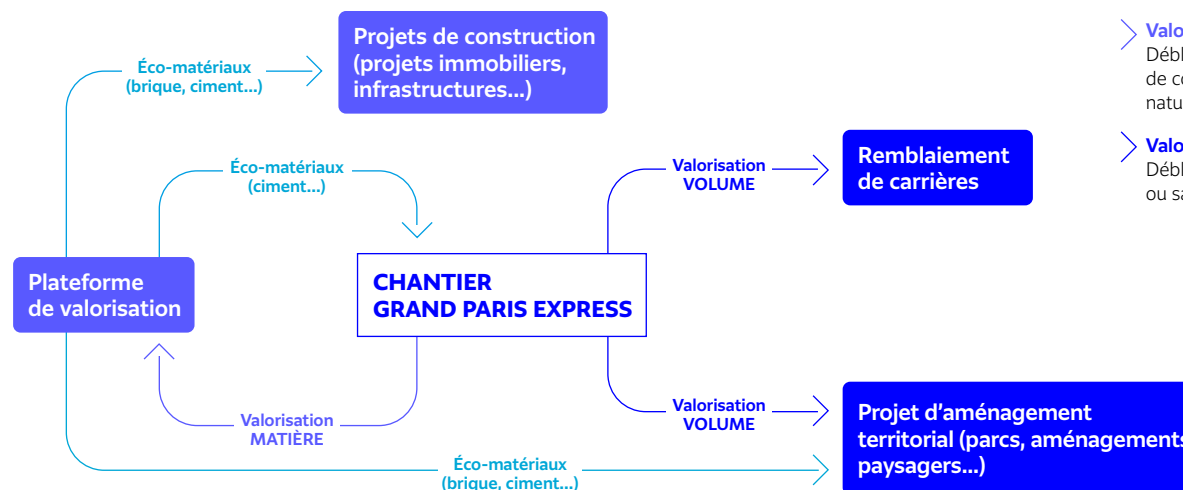 Projets de construction
(projets immobiliers,
infrastructures...)
Éco-matériaux
(brique, ciment...)
Éco-matériaux
(ciment...)
Valorisation
VOLUME
Remblaiement
de carrières
Plateforme
de valorisation
CHANTIER
GRAND PARIS EXPRESS
Valorisation
MATIÈRE
Valorisation
VOLUME
Projet d'aménagement
territorial (parcs, aménagements
paysagers...)
Éco-matériaux
(brique, ciment...)
de